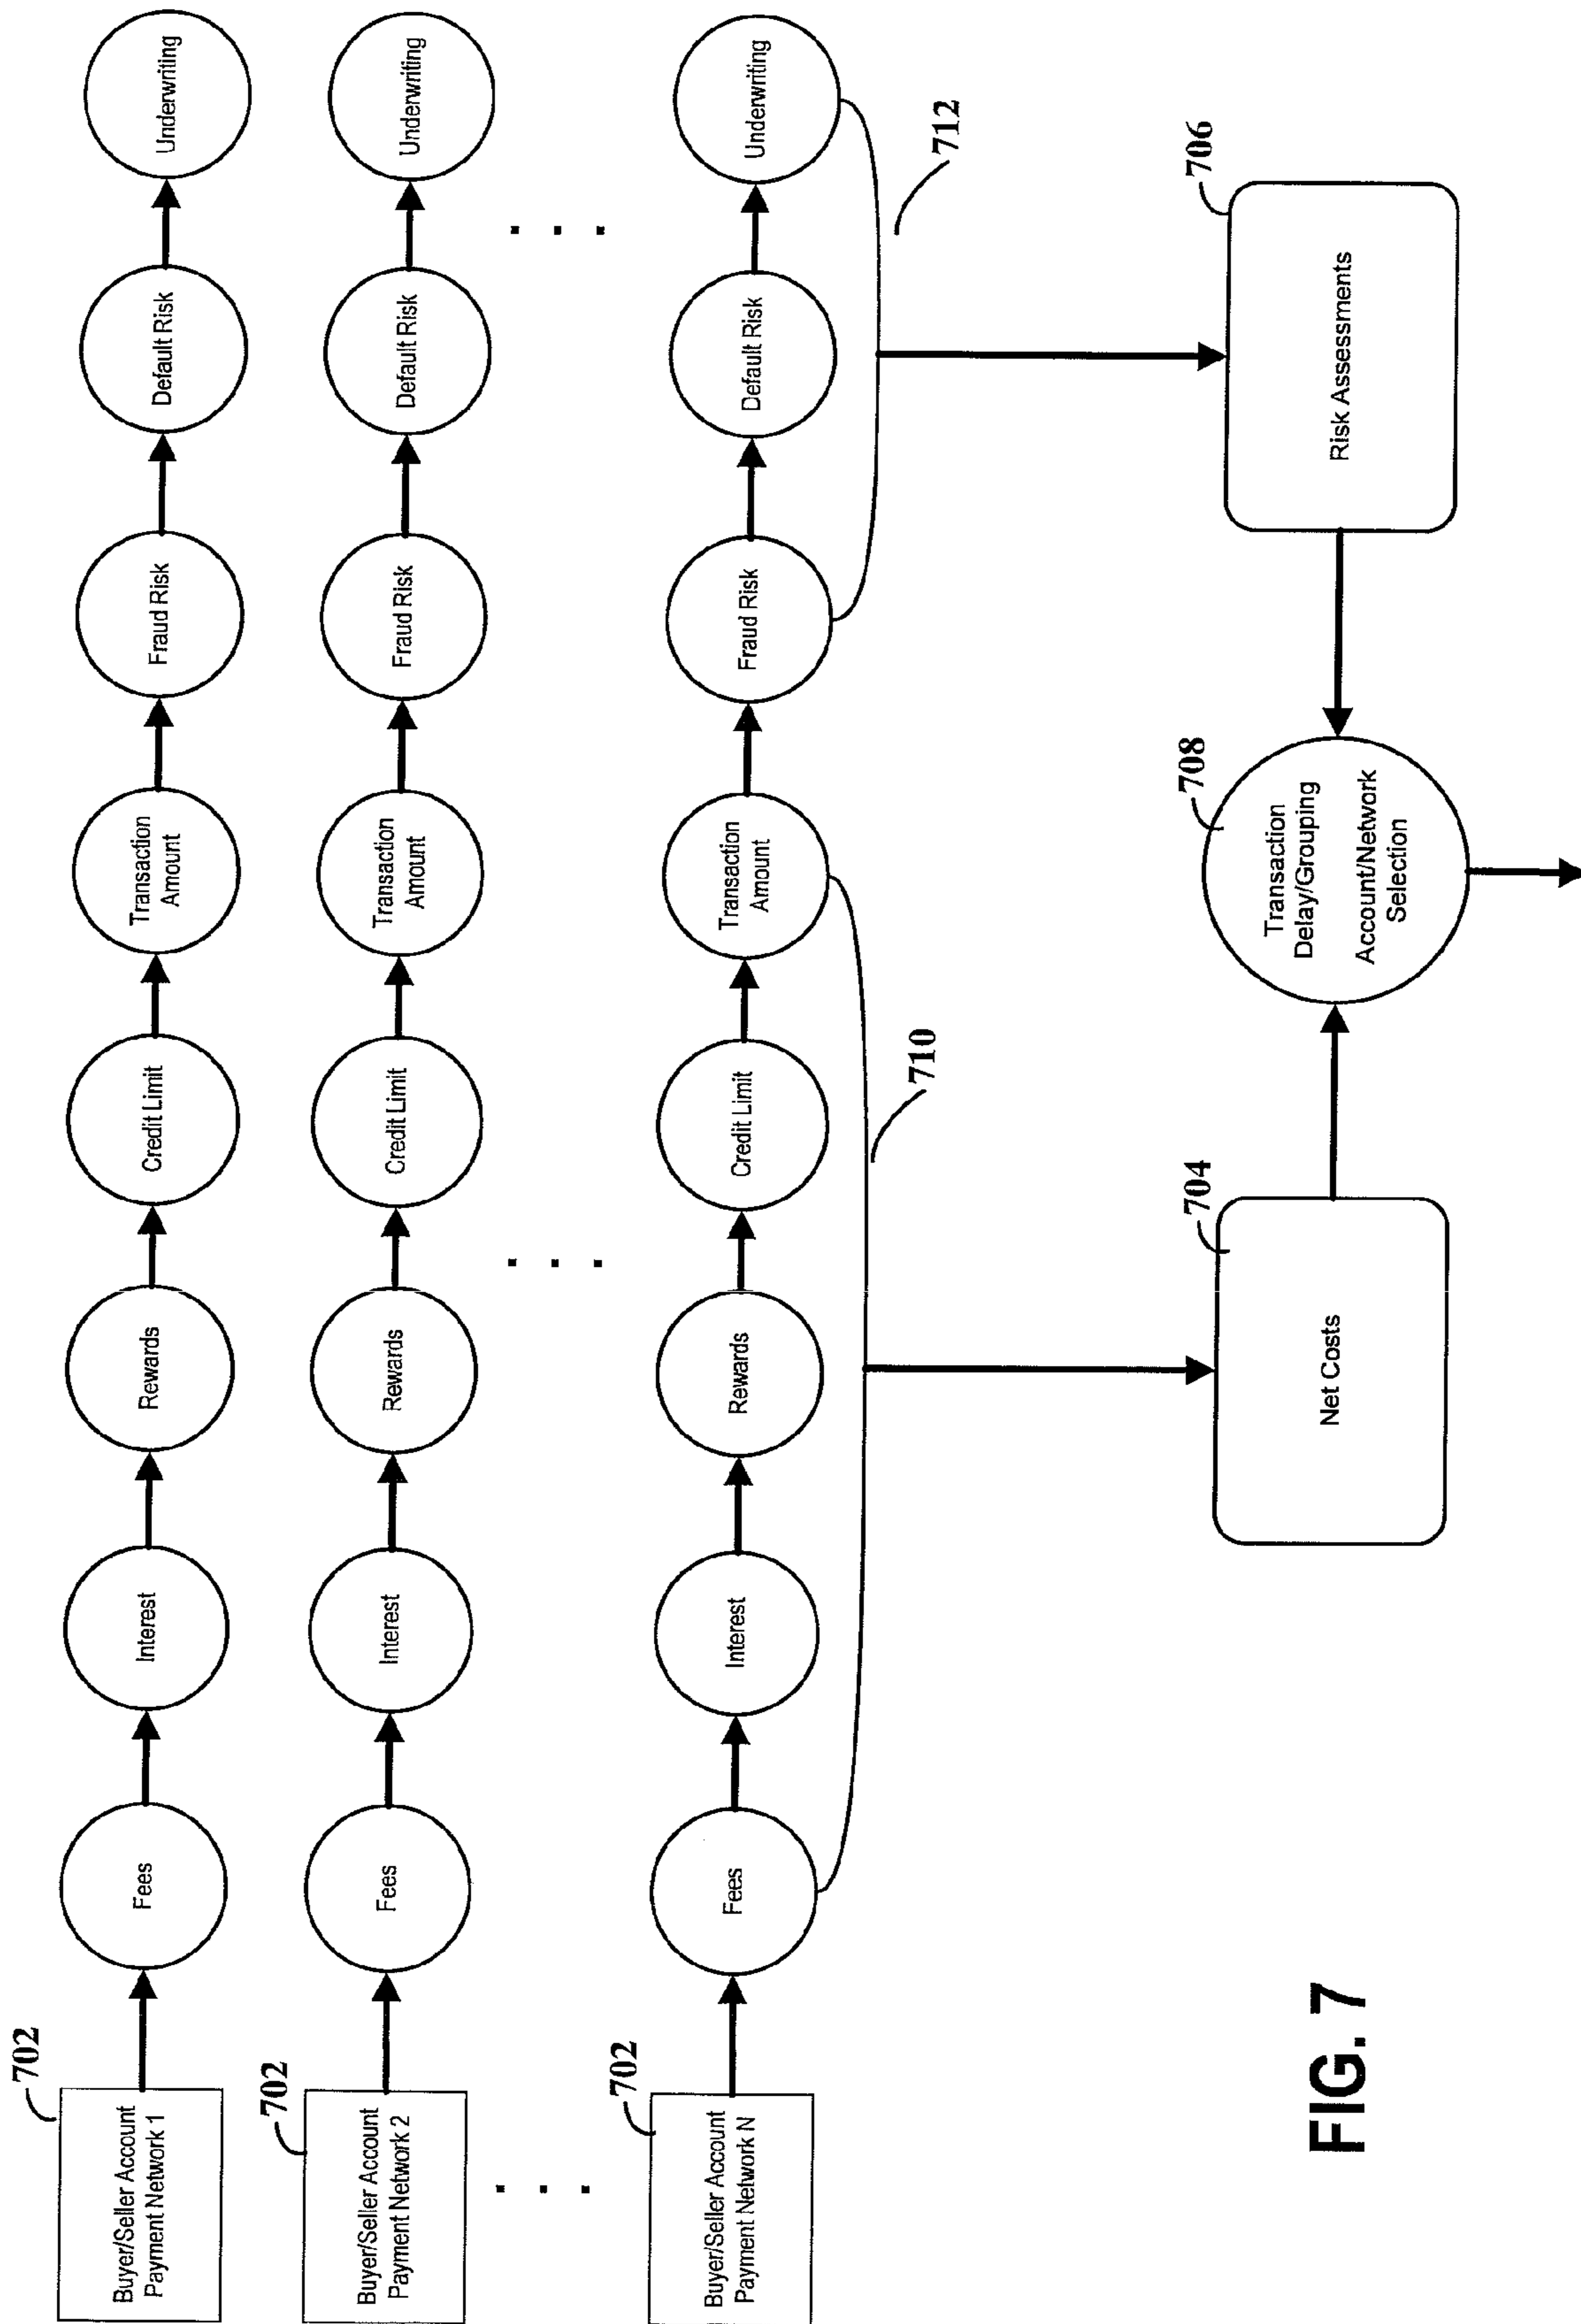 702
Buyer/Seller Account
Payment Network 1
Fees
Interest
Rewards
Credit Limit
Transaction
Amount
Fraud Risk
Default Risk
Underwriting
702
Buyer/Seller Account
Payment Network 2
Fees
Interest
Rewards
Credit Limit
Transaction
Amount
Fraud Risk
Default Risk
Underwriting
. . .
. . .
. . .
702
Buyer/Seller Account
Payment Network N
Fees
Interest
Rewards
Credit Limit
Transaction
Amount
Fraud Risk
Default Risk
Underwriting
710
712
704
Net Costs
708
Transaction
Delay/Grouping
Account/Network
Selection
706
Risk Assessments
FIG. 7